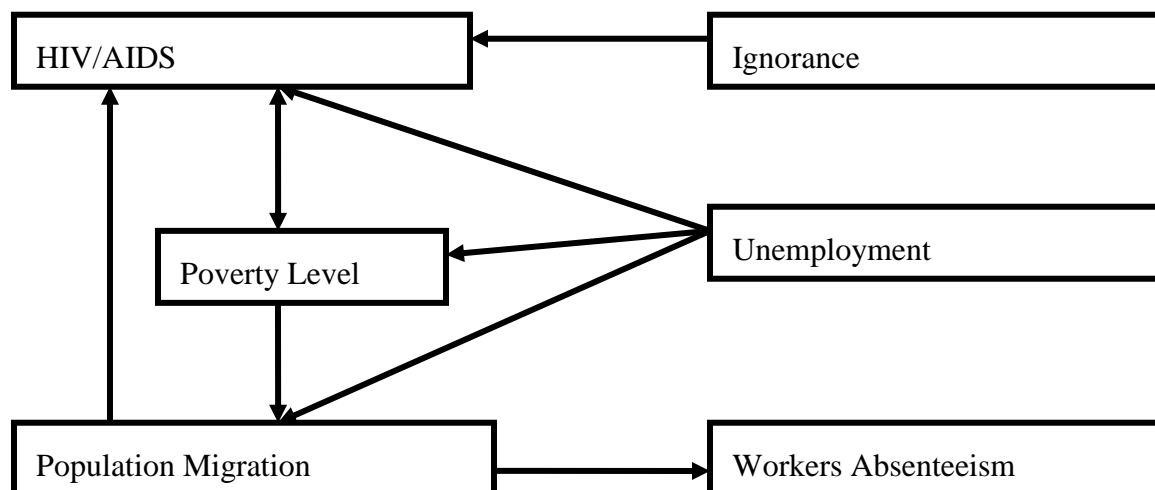 HIV/AIDS
Ignorance
Unemployment
Poverty Level
Population Migration
Workers Absenteeism